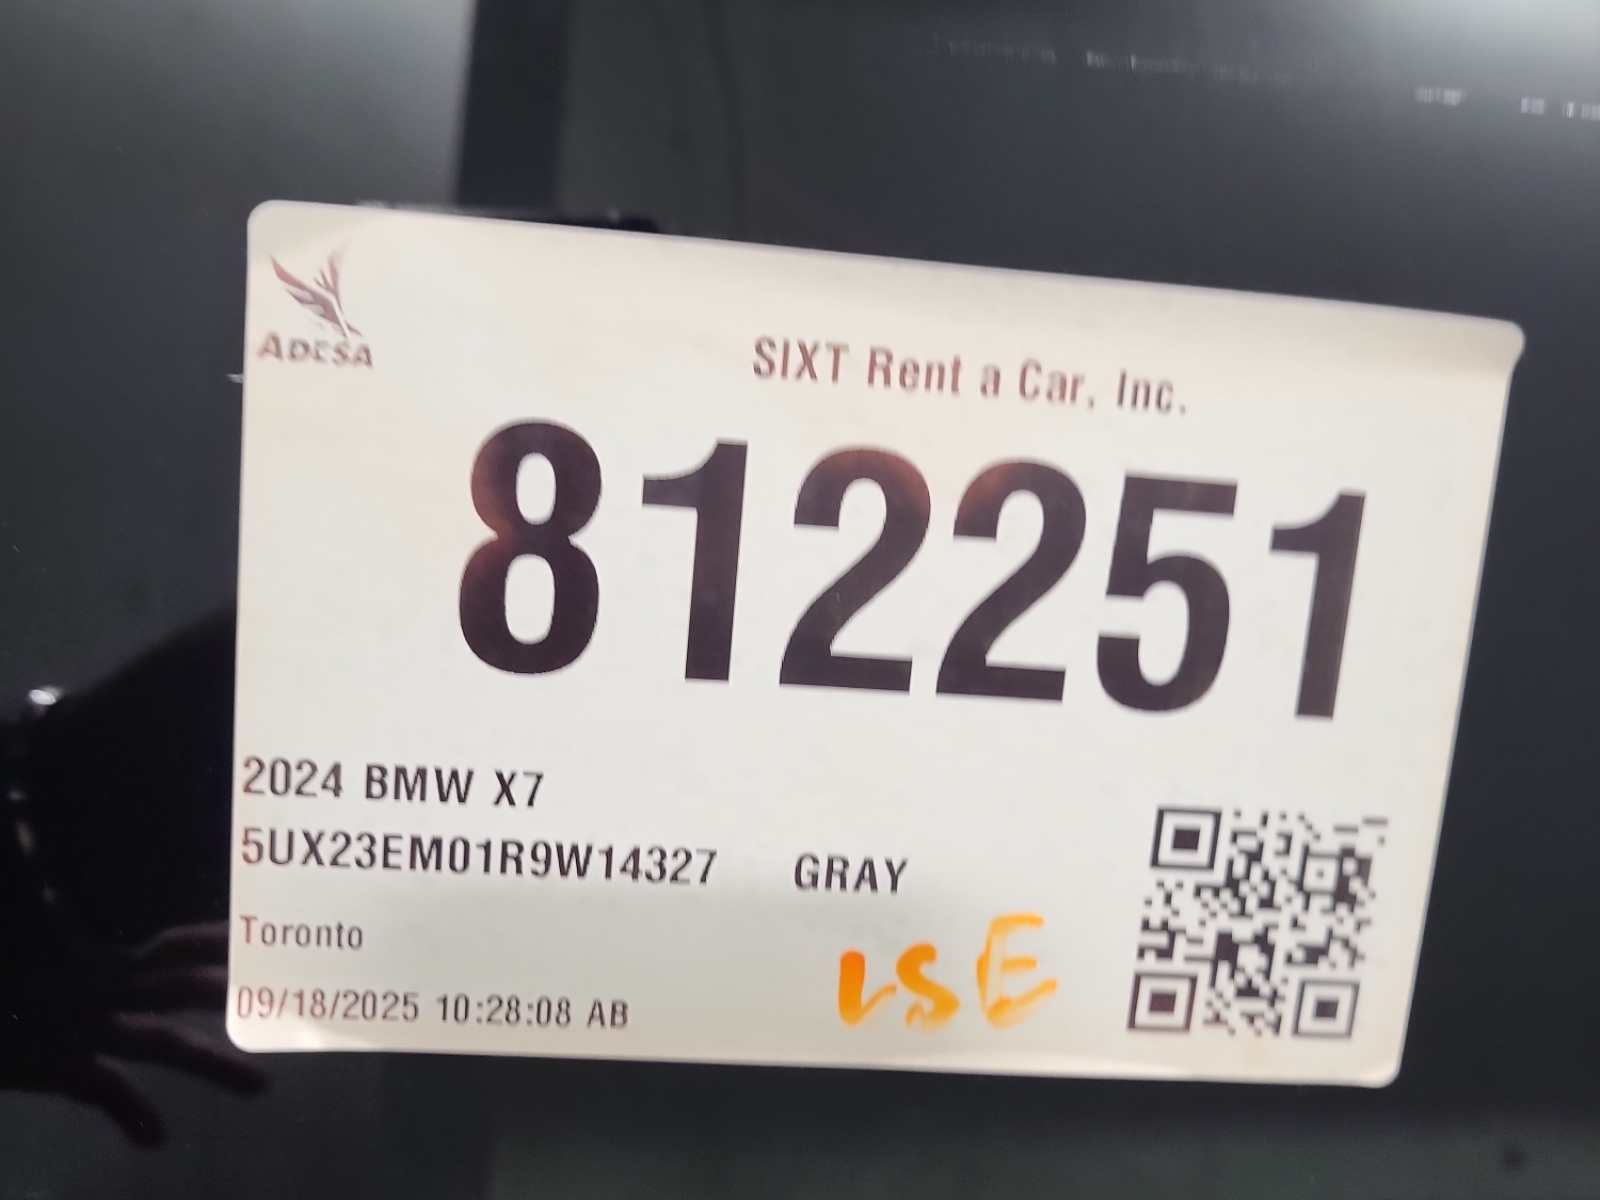 ADESA
SIXT Rent a Car, Inc.
812251
2024 BMW X7
5UX23EM01R9W14327 GRAY
Toronto
LSE
09/18/2025 10:28:08 AB